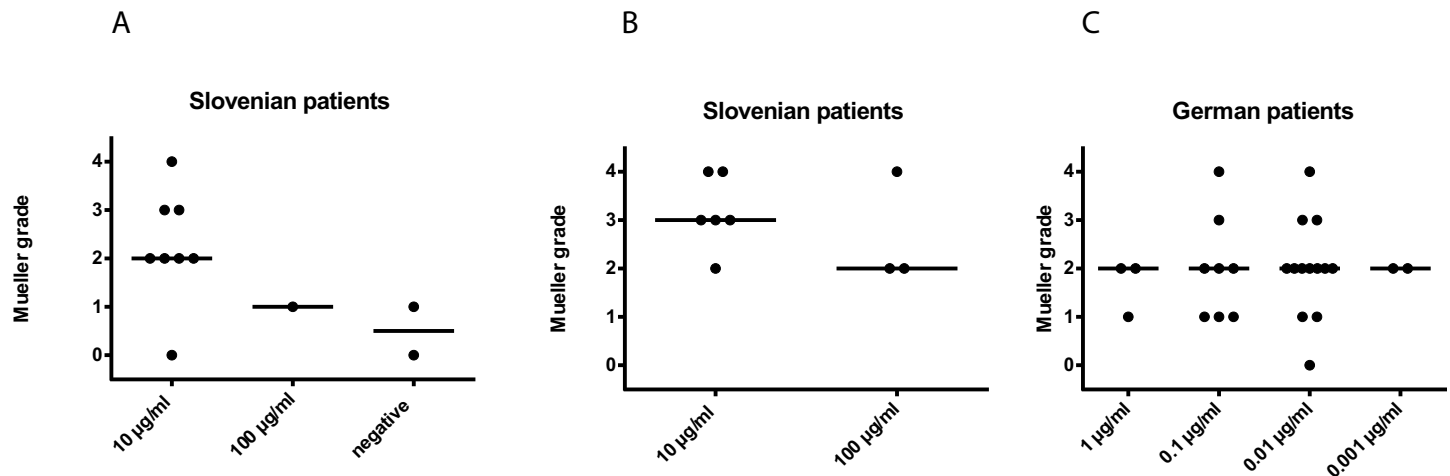 A
Slovenian patients
Mueller grade
4
3
2
1
0
10 µg/ml
100 µg/ml
negative
B
Slovenian patients
Mueller grade
4
3
2
1
0
10 µg/ml
100 µg/ml
C
German patients
Mueller grade
4
3
2
1
0
1 µg/ml
0.1 µg/ml
0.01 µg/ml
0.001 µg/ml